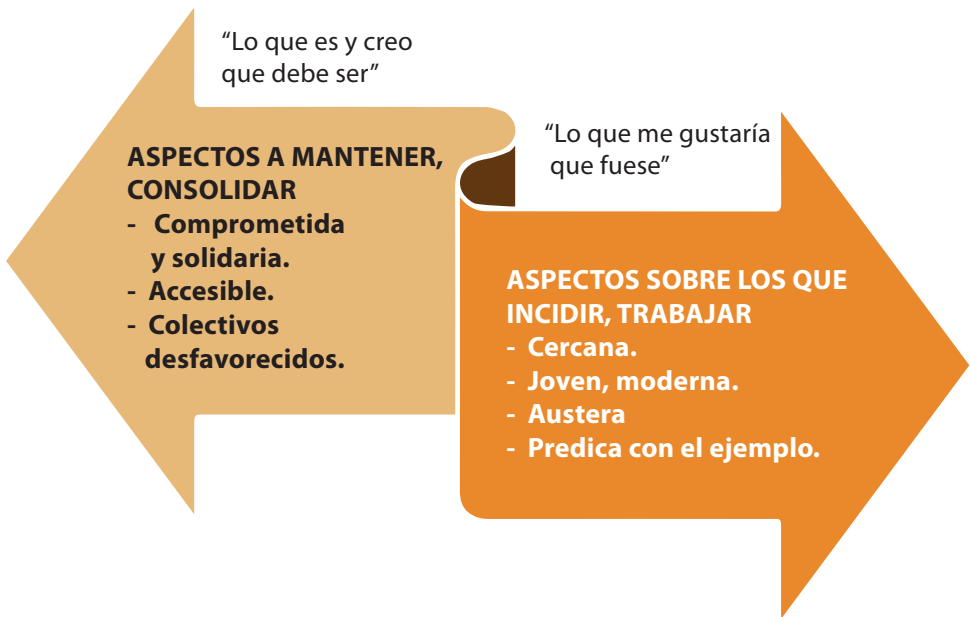 “Lo que es y creo
que debe ser”
ASPECTOS A MANTENER,
CONSOLIDAR
- Comprometida
y solidaria.
- Accesible.
- Colectivos
desfavorecidos.
“Lo que me gustaría
que fuese”
ASPECTOS SOBRE LOS QUE
INCIDIR, TRABAJAR
- Cercana.
- Joven, moderna.
- Austera
- Predica con el ejemplo.